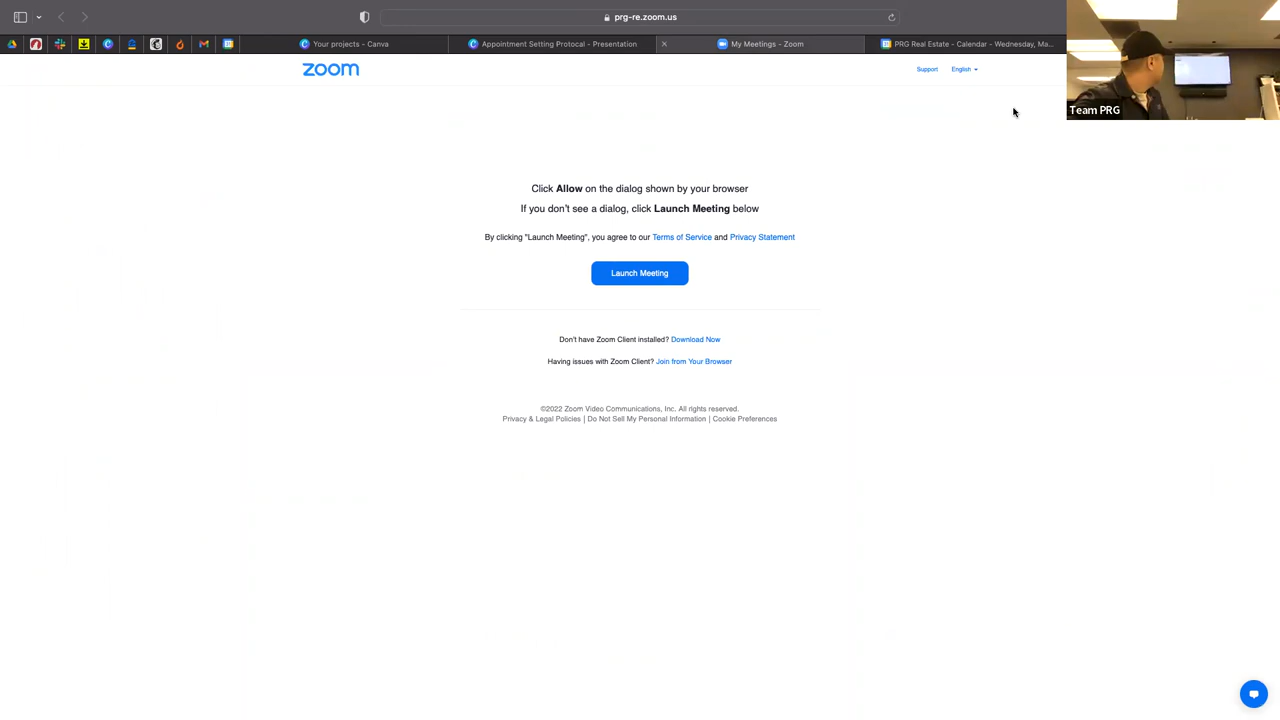 prg-re.zoom.us
Your projects - Canva
Appointment Setting Protocal - Presentation
My Meetings - Zoom
PRG Real Estate - Calendar - Wednesday, Ma...
zoom
Support
English
Team PRG
Click Allow on the dialog shown by your browser
If you don't see a dialog, click Launch Meeting below
By clicking "Launch Meeting", you agree to our Terms of Service and Privacy Statement
Launch Meeting
Don't have Zoom Client installed? Download Now
Having issues with Zoom Client? Join from Your Browser
©2022 Zoom Video Communications, Inc. All rights reserved.
Privacy & Legal Policies | Do Not Sell My Personal Information | Cookie Preferences